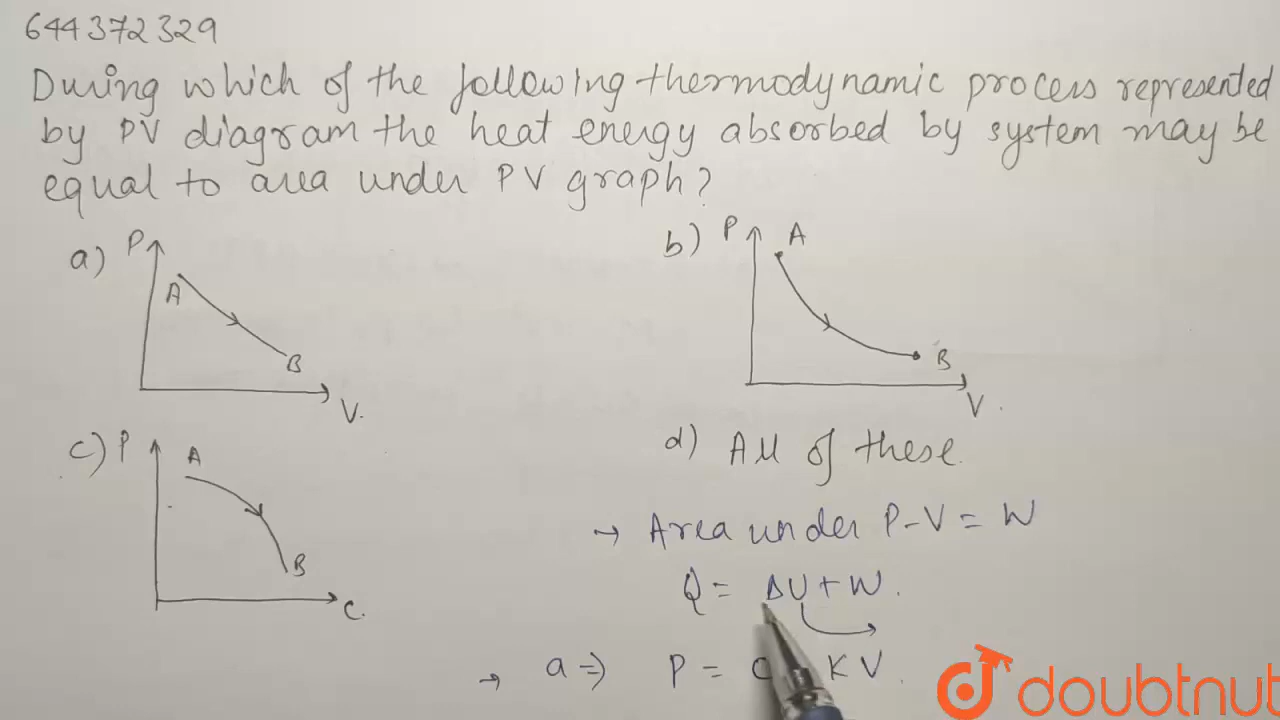 644372329
During which of the following thermodynamic process represented
by PV diagram the heat energy absorbed by system may be
equal to area under PV graph?
a) P A B V.
b) P A B V.
c) P A B C.
d) All of these.
→ Area under P-V = W
Q = ΔU + W.
→ a ⇒ P = C KV.
doubtnut